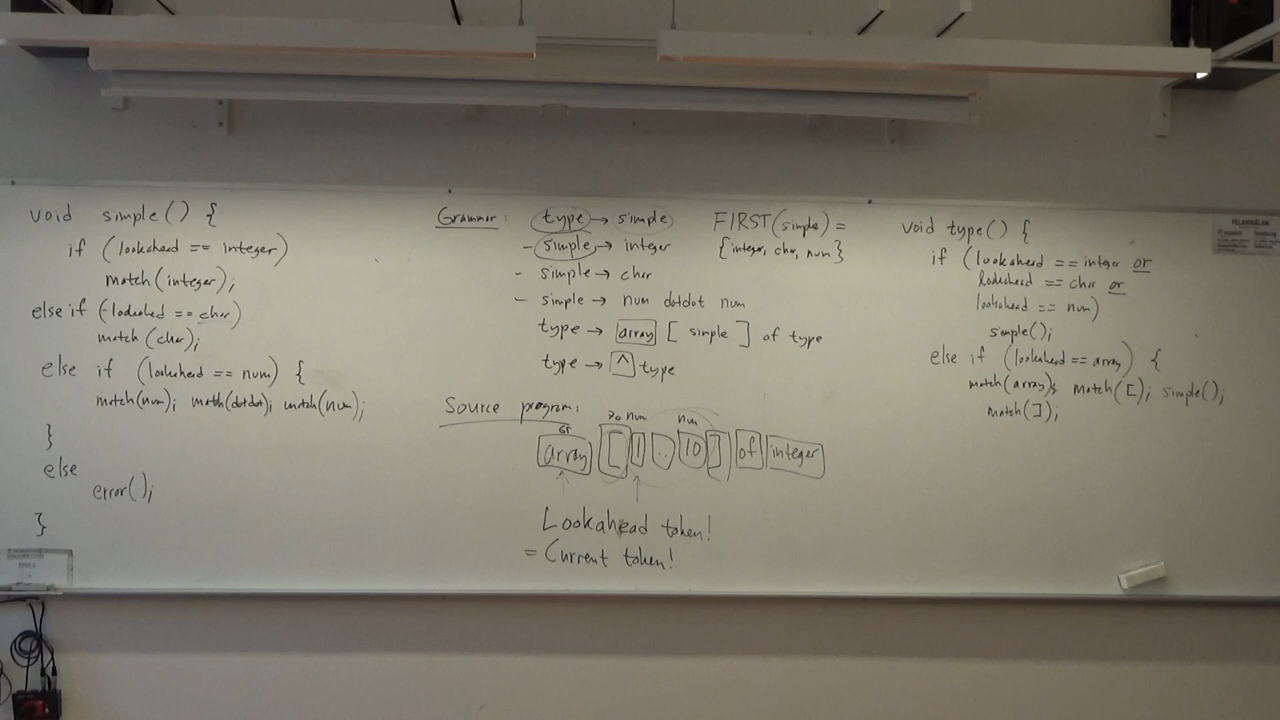 void simple() {
if (lookahead == integer)
match(integer);
else if (lookahead == char)
match(char);
else if (lookahead == num) {
match(num); match(dotdot); match(num);
}
else
error();
}
Grammar: type → simple
- simple → integer
- simple → char
- simple → num dotdot num
type → array [ simple ] of type
type → ^ type
FIRST(simple) =
{integer, char, num}
Source program:
num num
array [ 1 .. 10 ] of integer
Lookahead token!
= Current token!
void type() {
if (lookahead == integer or
lookahead == char or
lookahead == num)
simple();
else if (lookahead == array) {
match(array); match([); simple();
match(]);